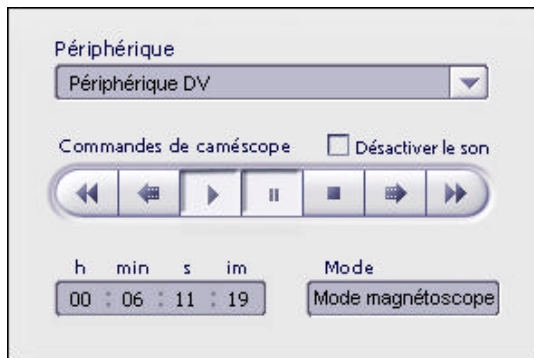 Périphérique
Périphérique DV
Commandes de caméscope Désactiver le son
h min s im Mode
00 : 06 : 11 : 19 Mode magnétoscope